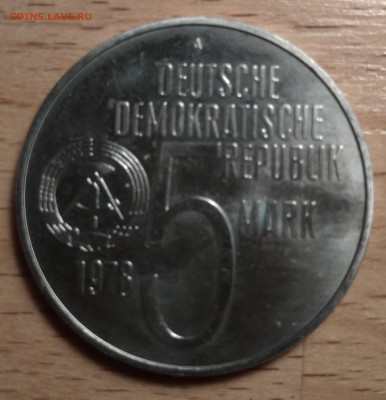 COINS.LAVE.RU
A
DEUTSCHE
DEMOKRATISCHE
REPUBLIK
5 MARK
1978